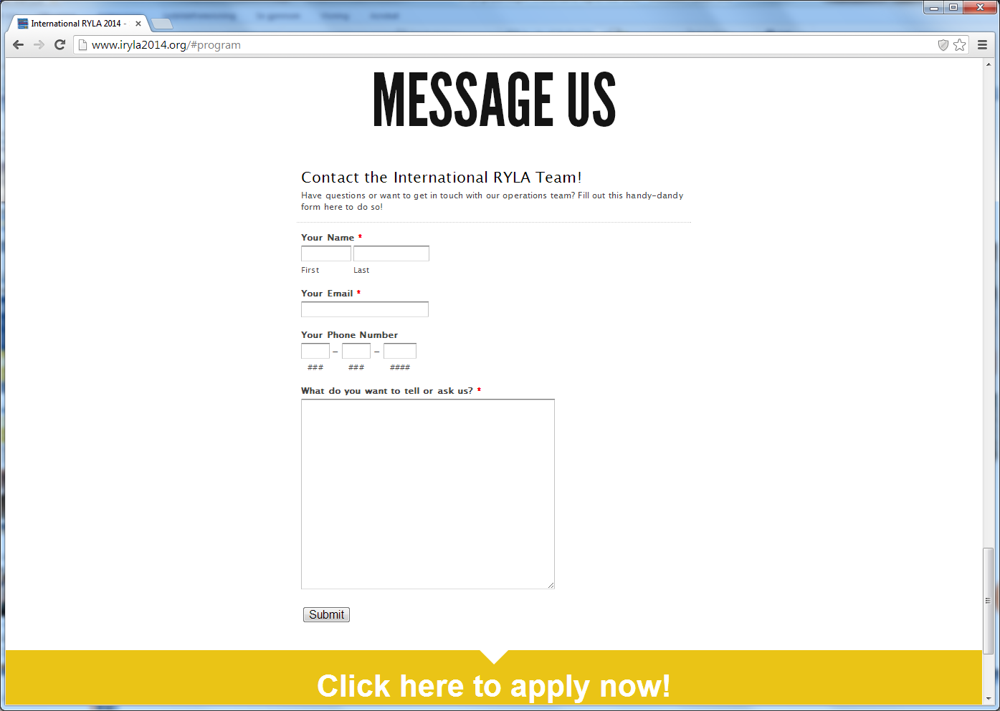 International RYLA 2014 -
www.iryla2014.org/#program
MESSAGE US
Contact the International RYLA Team!
Have questions or want to get in touch with our operations team? Fill out this handy-dandy
form here to do so!
Your Name *
First Last
Your Email *
Your Phone Number
– –
### ### ####
What do you want to tell or ask us? *
Submit
Click here to apply now!